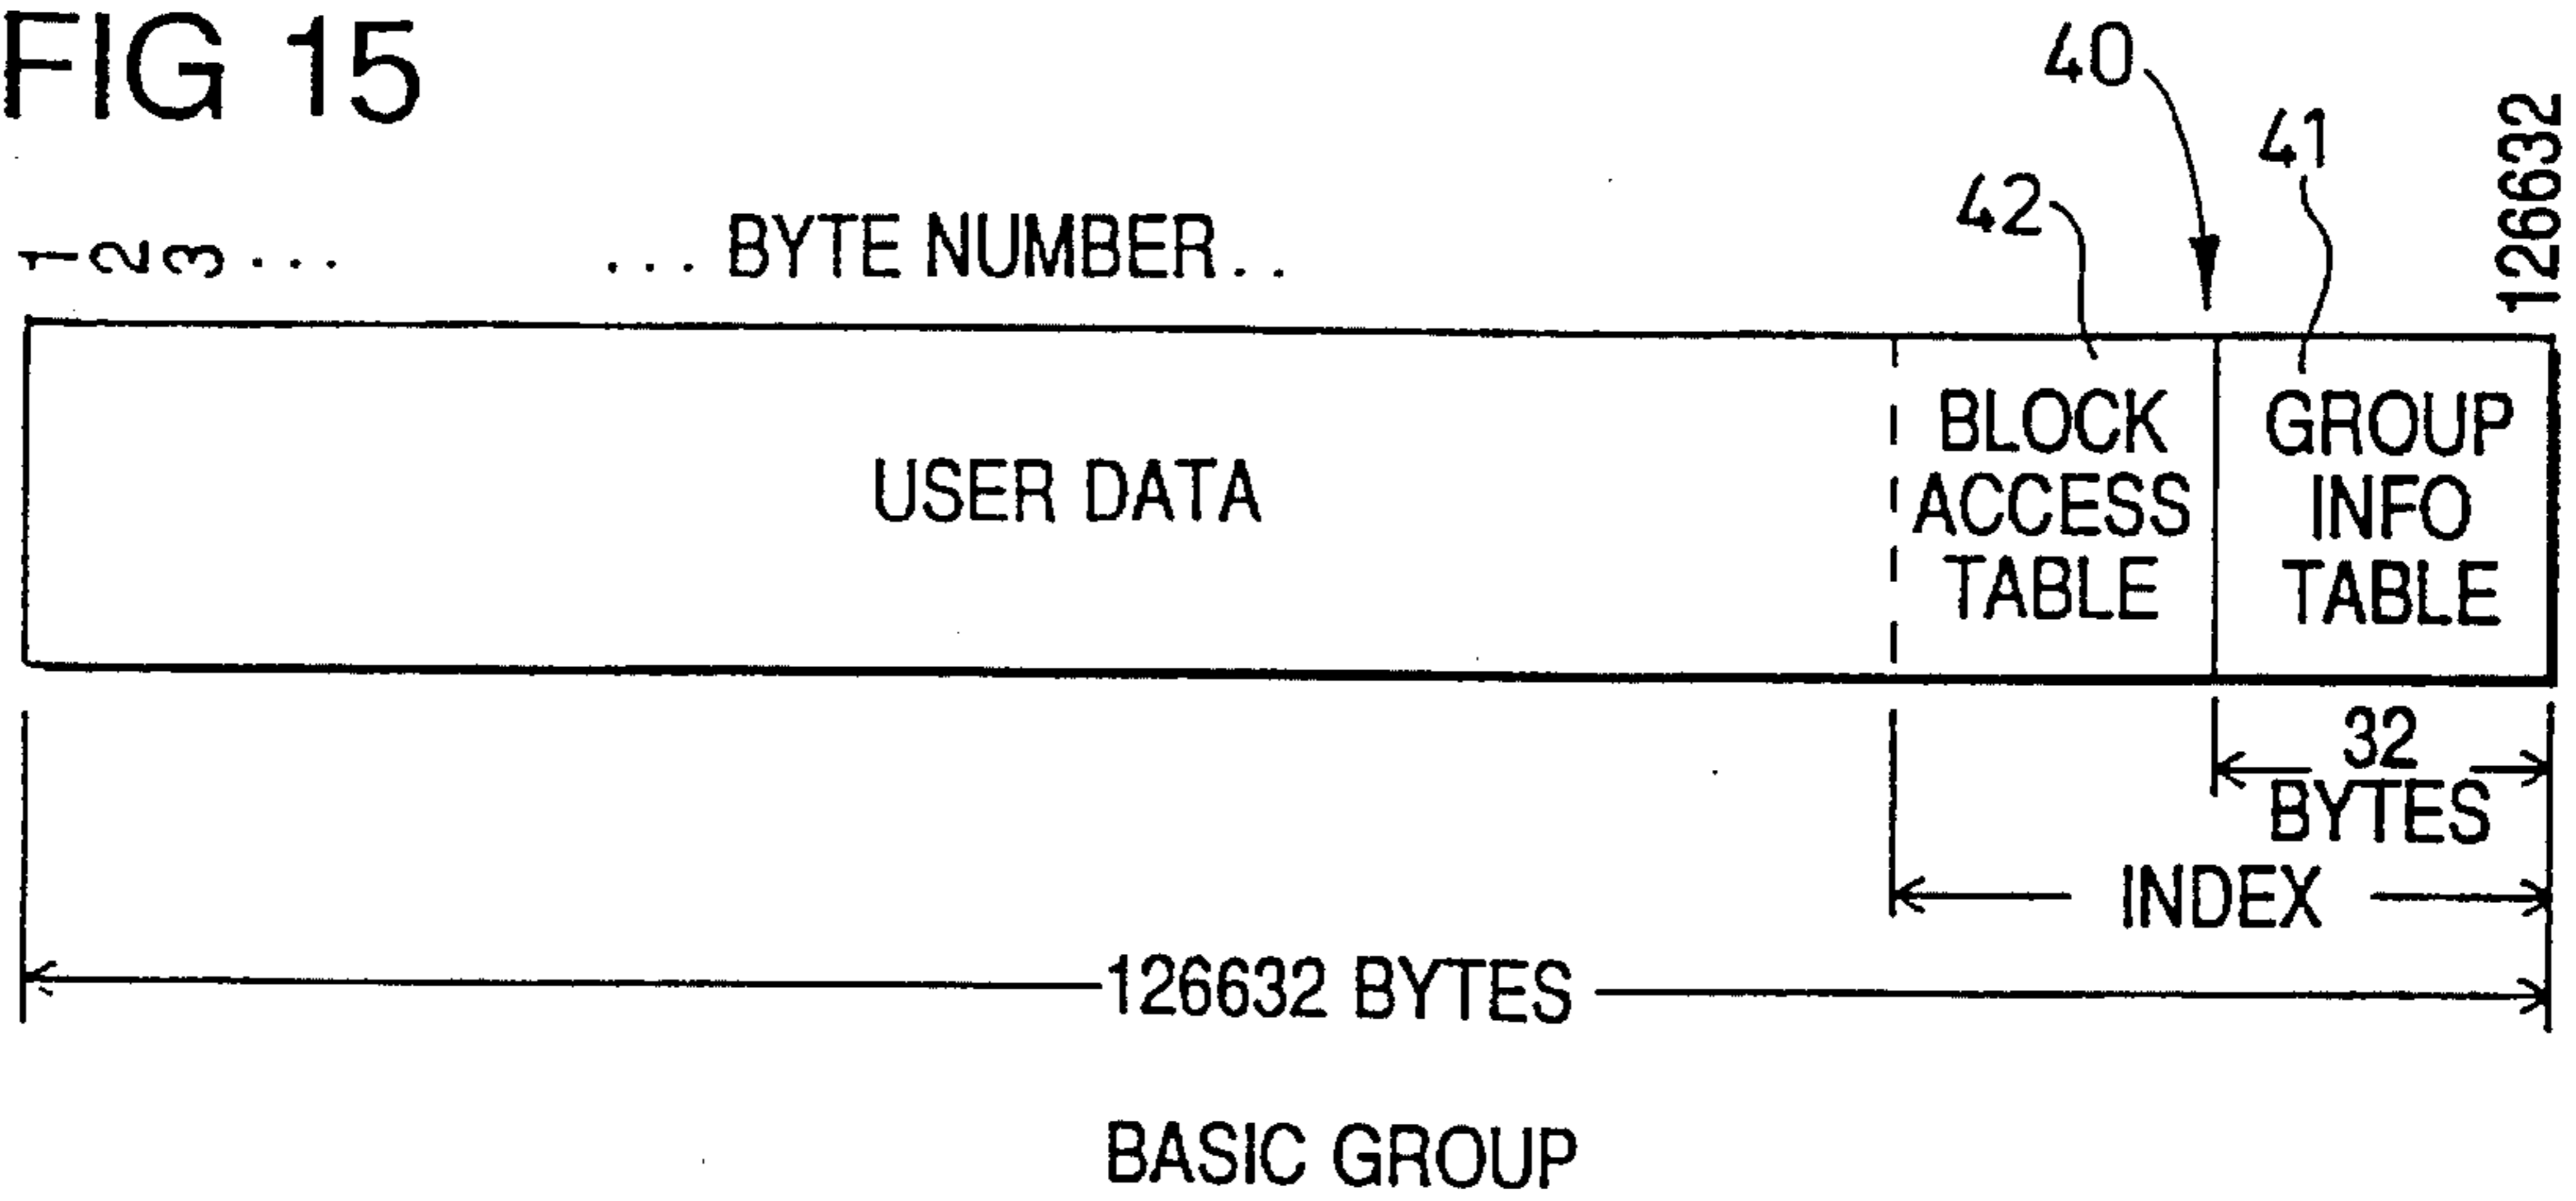 FIG 15
40
41
42
126632
1 2 3 ... ... BYTE NUMBER. .
USER DATA
BLOCK
ACCESS
TABLE
GROUP
INFO
TABLE
32
BYTES
INDEX
126632 BYTES
BASIC GROUP